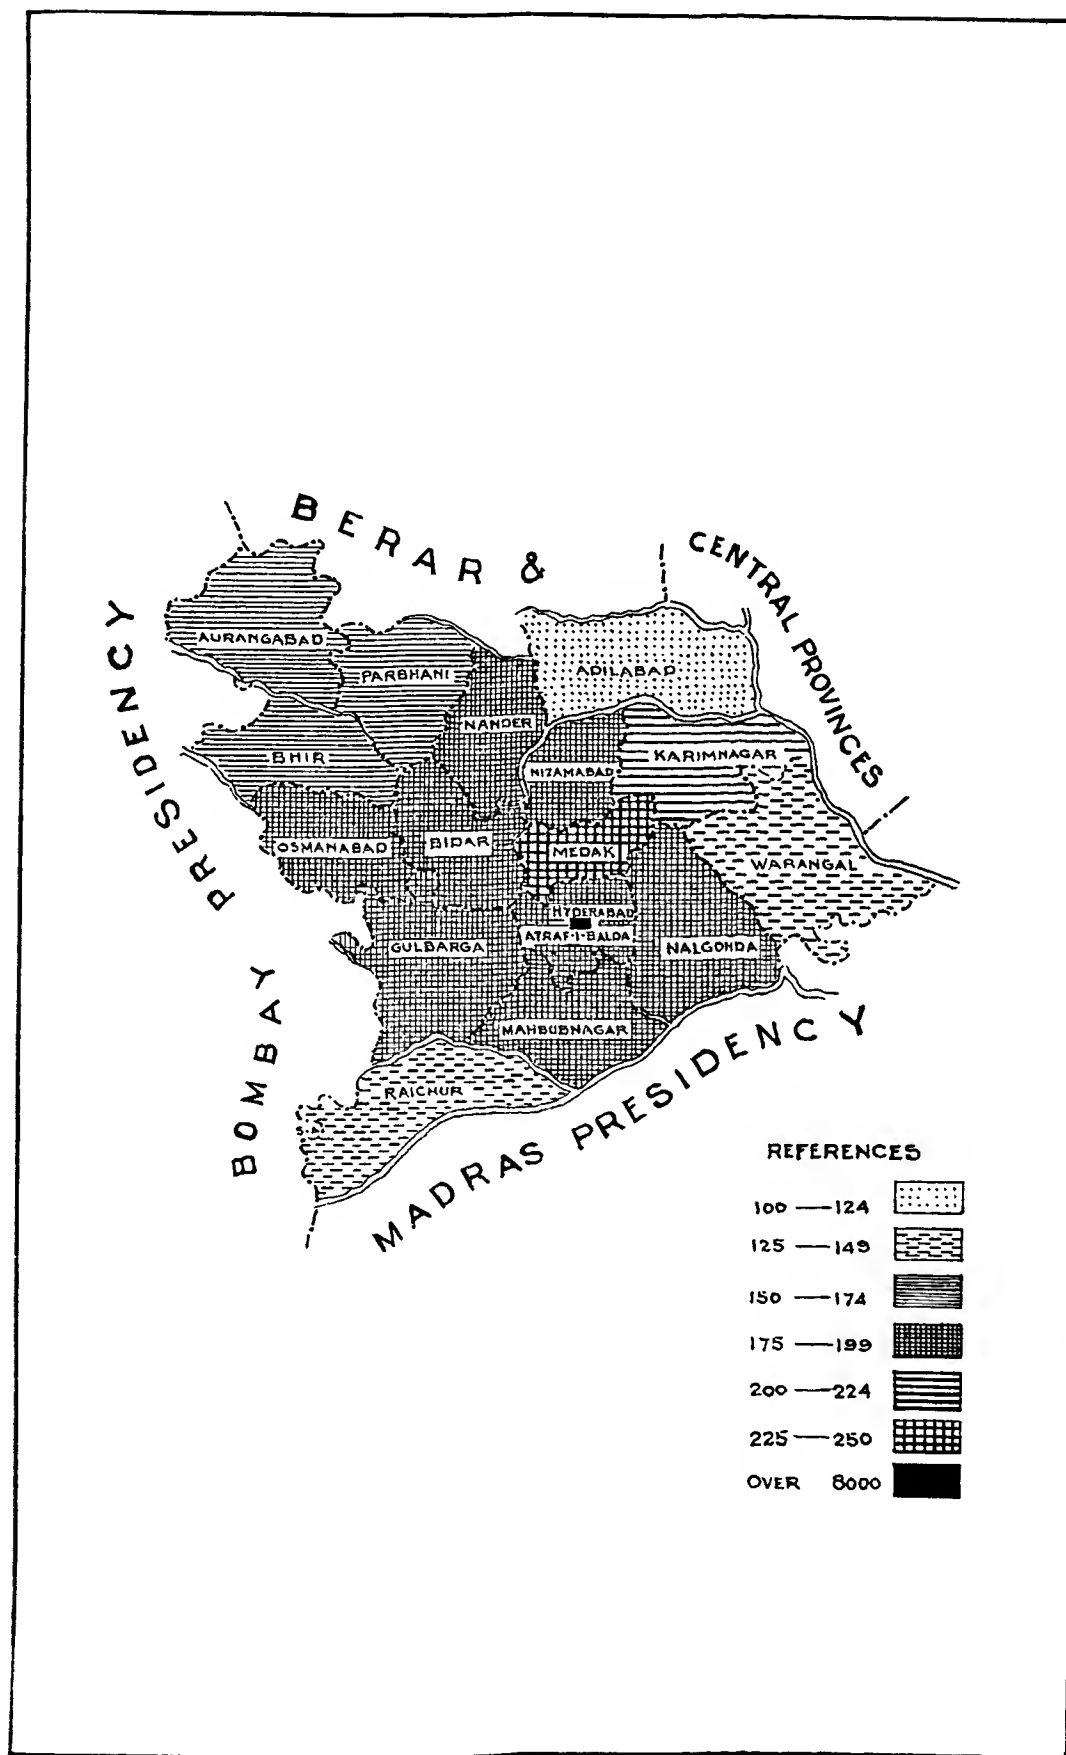 BERAR &
CENTRAL PROVINCES
BOMBAY PRESIDENCY
MADRAS PRESIDENCY
AURANGABAD
PARBHANI
ADILABAD
NANDER
BHIR
KARIMNAGAR
NIZAMABAD
OSMANABAD
BIDAR
MEDAK
WARANGAL
HYDERABAD
ATRAF-I-BALDA
GULBARGA
NALGONDA
MAHBUBNAGAR
RAICHUR
REFERENCES
100 — 124
125 — 149
150 — 174
175 — 199
200 — 224
225 — 250
OVER 8000